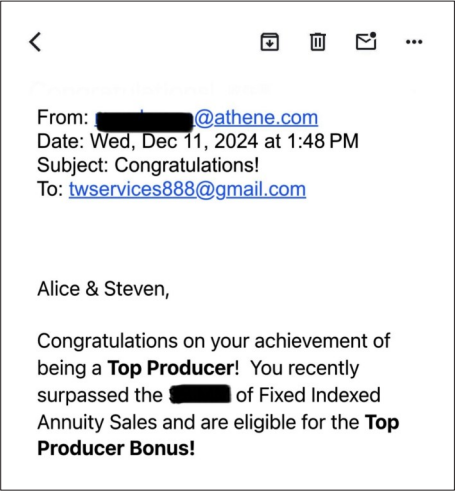 From: @athene.com
Date: Wed, Dec 11, 2024 at 1:48 PM
Subject: Congratulations!
To: twservices888@gmail.com
Alice & Steven,
Congratulations on your achievement of
being a Top Producer! You recently
surpassed the of Fixed Indexed
Annuity Sales and are eligible for the Top
Producer Bonus!